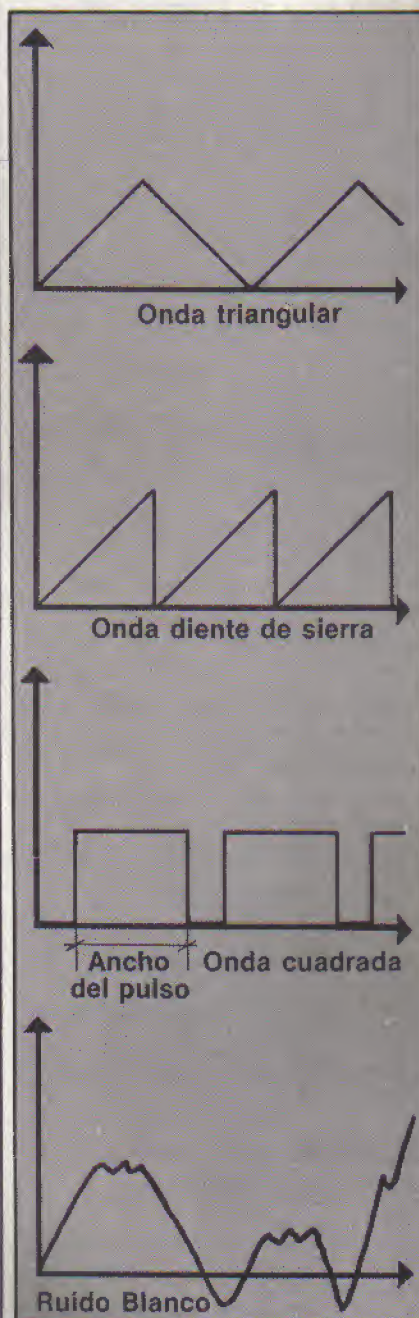 Onda triangular
Onda diente de sierra
Ancho Onda cuadrada
del pulso
Ruido Blanco